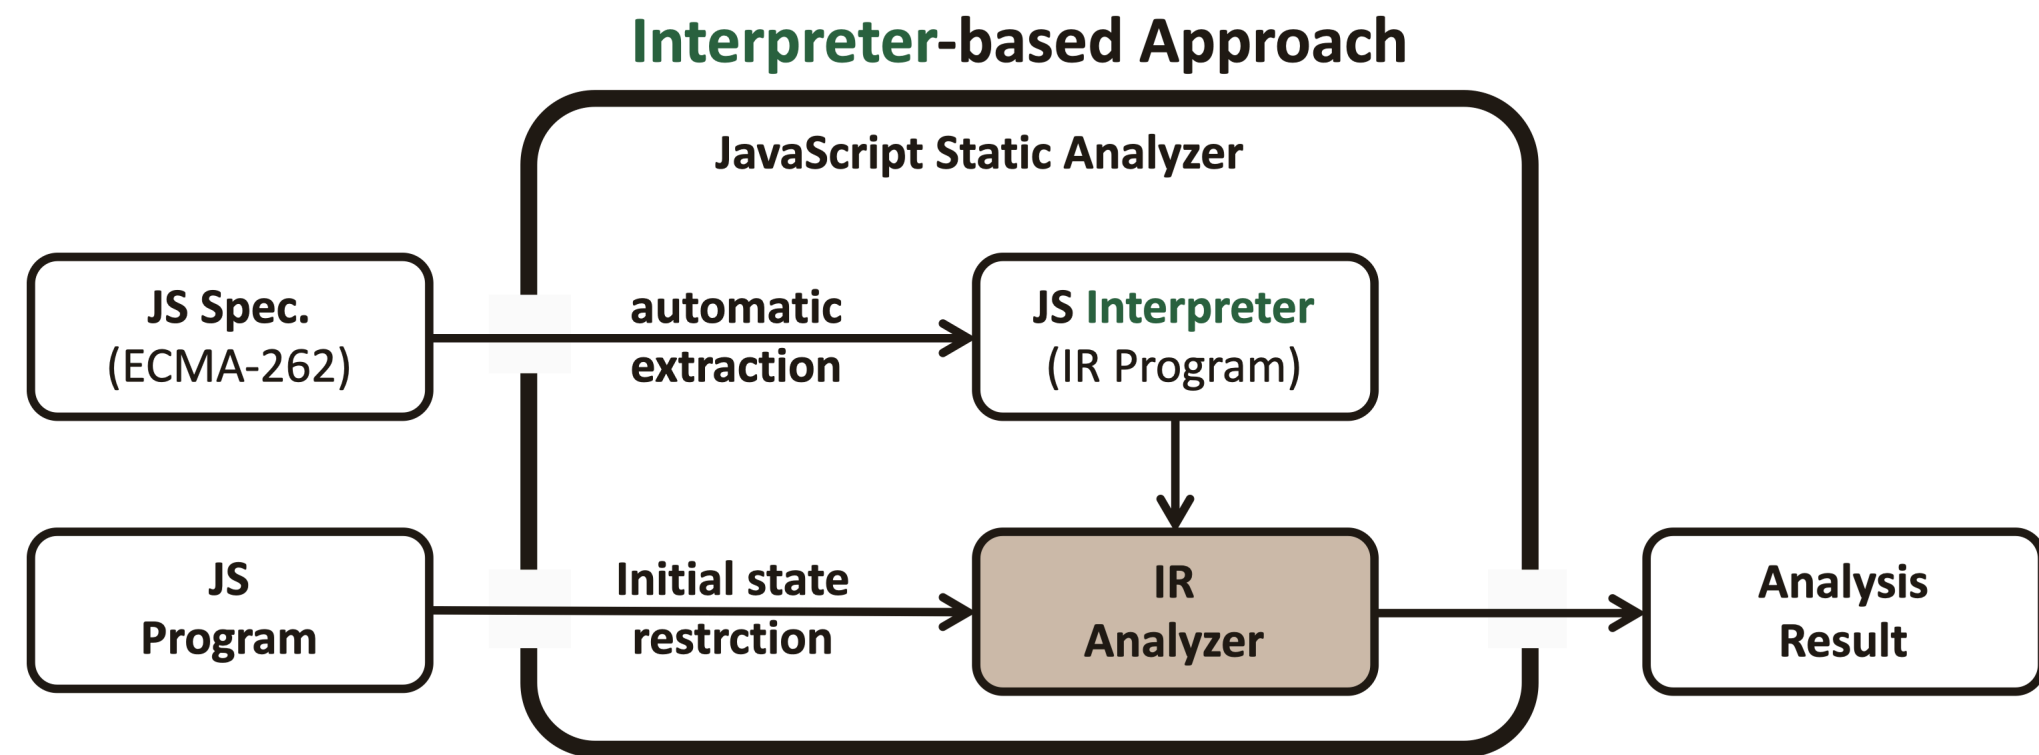 Interpreter-based Approach
JavaScript Static Analyzer
JS Spec.
(ECMA-262)
automatic
extraction
JS Interpreter
(IR Program)
JS
Program
Initial state
restrction
IR
Analyzer
Analysis
Result